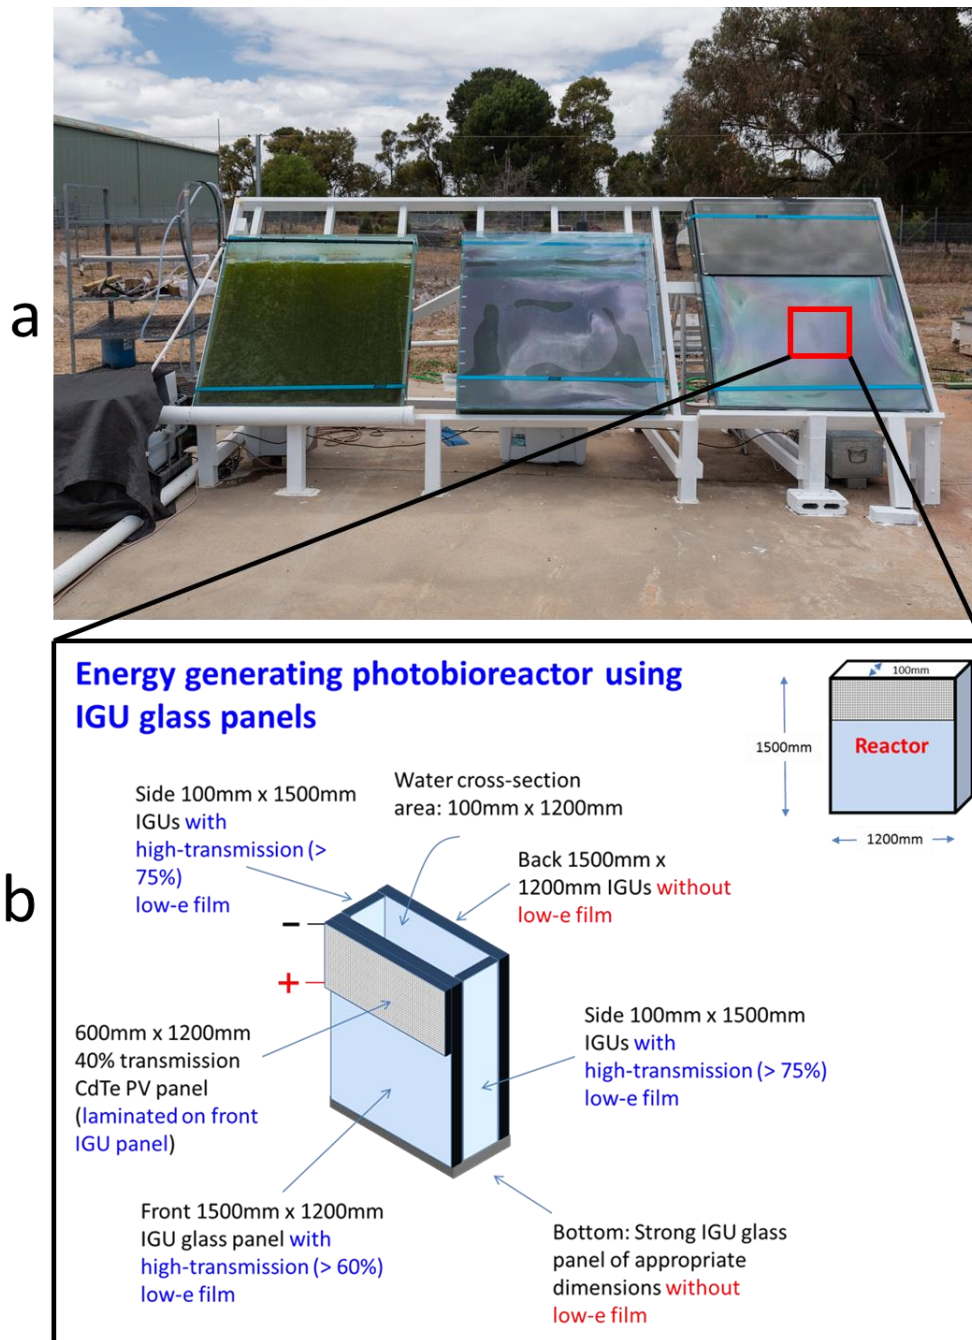 a
b
Energy generating photobioreactor using
IGU glass panels
100mm
1500mm
Reactor
1200mm
Side 100mm x 1500mm
IGUs with
high-transmission (>
75%)
low-e film
Water cross-section
area: 100mm x 1200mm
Back 1500mm x
1200mm IGUs without
low-e film
−
+
600mm x 1200mm
40% transmission
CdTe PV panel
(laminated on front
IGU panel)
Side 100mm x 1500mm
IGUs with
high-transmission (> 75%)
low-e film
Front 1500mm x 1200mm
IGU glass panel with
high-transmission (> 60%)
low-e film
Bottom: Strong IGU glass
panel of appropriate
dimensions without
low-e film